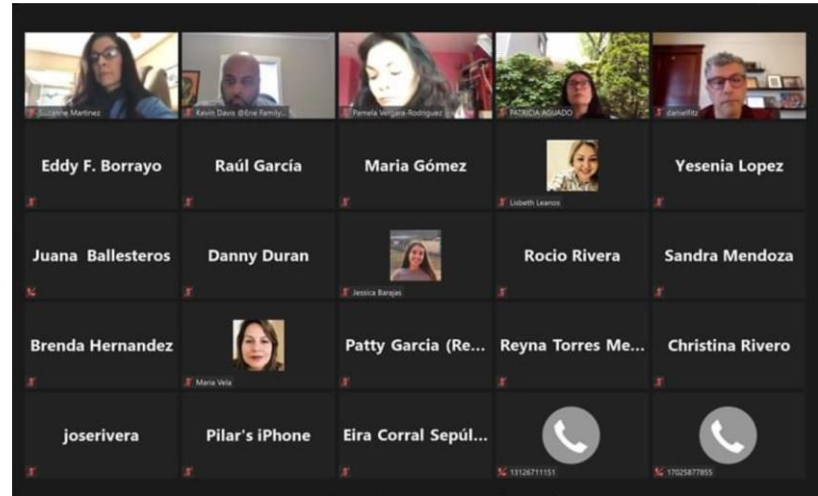 Suzanne Martinez
Kevin Davis @Erie Family...
Pamela Vergara-Rodriguez
PATRICIA AGUADO
danielfitz
Eddy F. Borrayo
Raúl García
Maria Gómez
Lisbeth Leanos
Yesenia Lopez
Juana Ballesteros
Danny Duran
Jessica Barajas
Rocio Rivera
Sandra Mendoza
Brenda Hernandez
Maria Vela
Patty Garcia (Re...
Reyna Torres Me...
Christina Rivero
joserivera
Pilar's iPhone
Eira Corral Sepúl...
13126711151
17025877855